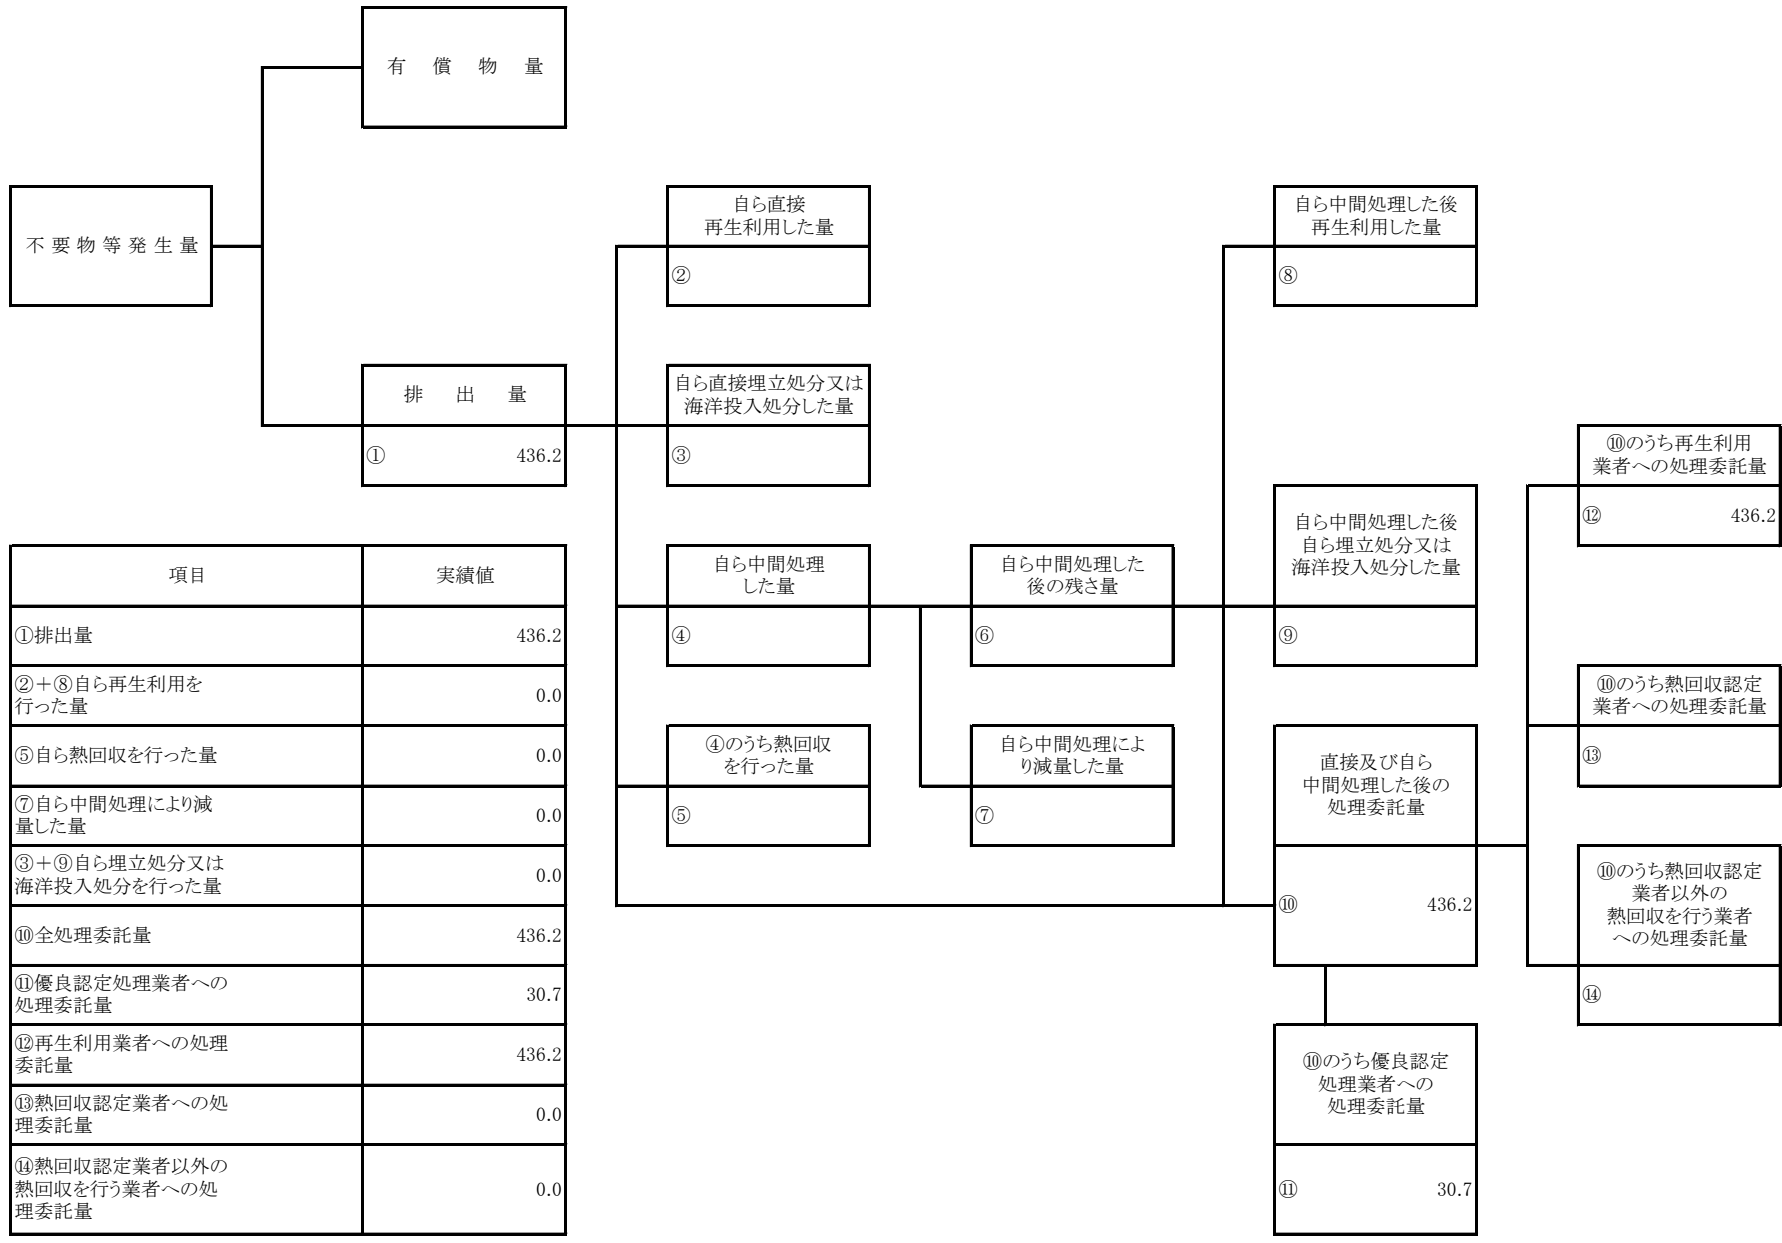 有償物量
不要物等発生量
自ら直接
再生利用した量
②
自ら中間処理した後
再生利用した量
⑧
排出量
① 436.2
自ら直接埋立処分又は
海洋投入処分した量
③
⑩のうち再生利用
業者への処理委託量
⑫ 436.2
自ら中間処理した後
自ら埋立処分又は
海洋投入処分した量
⑨
自ら中間処理
した量
④
自ら中間処理した
後の残さ量
⑥
④のうち熱回収
を行った量
⑤
自ら中間処理によ
り減量した量
⑦
⑩のうち熱回収認定
業者への処理委託量
⑬
直接及び自ら
中間処理した後の
処理委託量
⑩ 436.2
⑩のうち熱回収認定
業者以外の
熱回収を行う業者
への処理委託量
⑭
⑩のうち優良認定
処理業者への
処理委託量
⑪ 30.7
項目 実績値
①排出量 436.2
②＋⑧自ら再生利用を
行った量 0.0
⑤自ら熱回収を行った量 0.0
⑦自ら中間処理により減
量した量 0.0
③＋⑨自ら埋立処分又は
海洋投入処分を行った量 0.0
⑩全処理委託量 436.2
⑪優良認定処理業者への
処理委託量 30.7
⑫再生利用業者への処理
委託量 436.2
⑬熱回収認定業者への処
理委託量 0.0
⑭熱回収認定業者以外の
熱回収を行う業者への処
理委託量 0.0